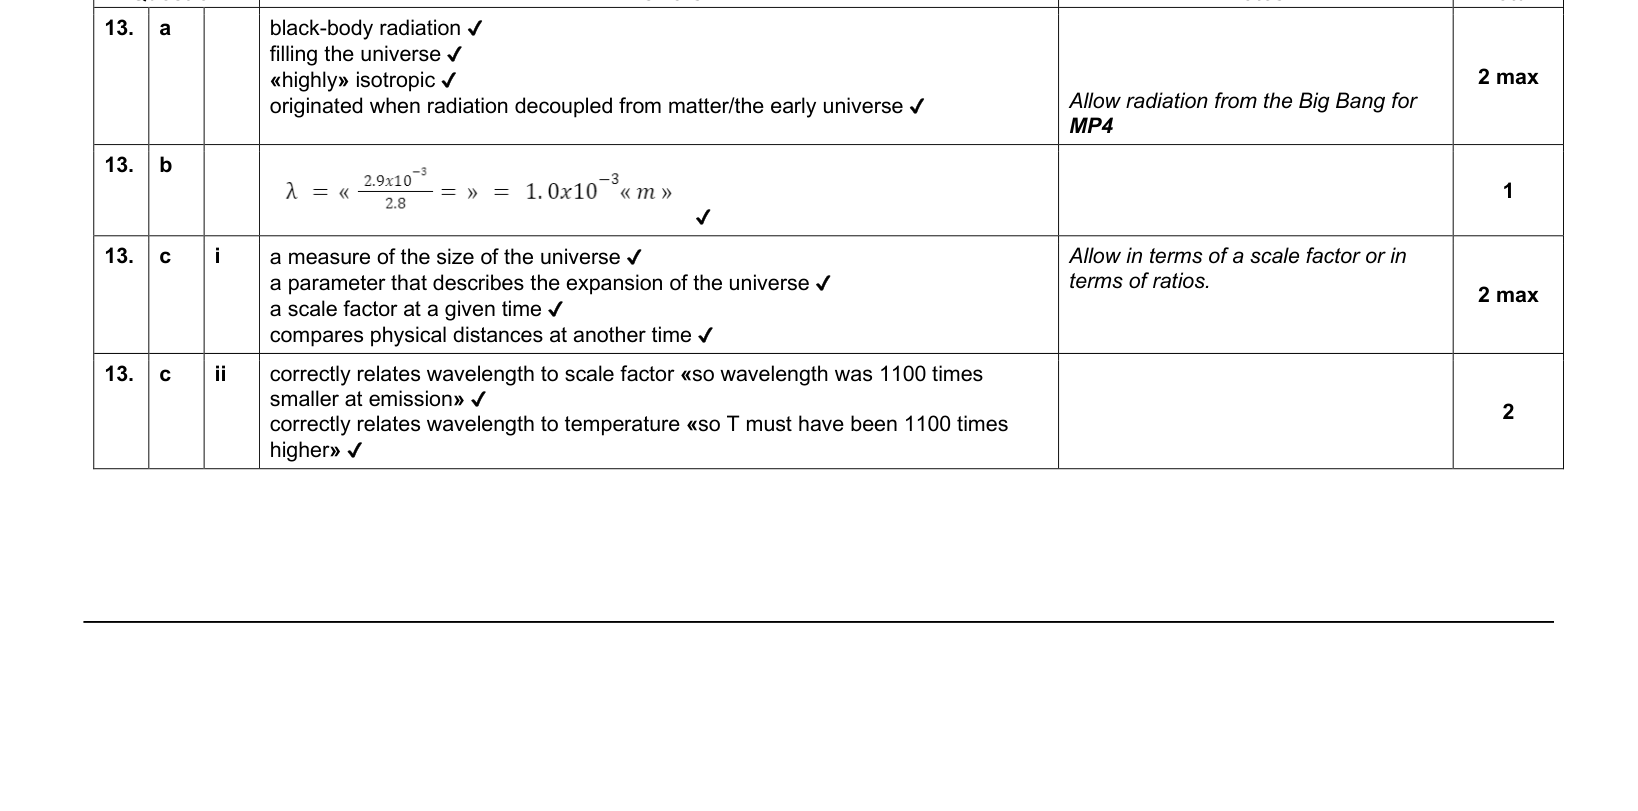 13. a black-body radiation ✓
filling the universe ✓
«highly» isotropic ✓
originated when radiation decoupled from matter/the early universe ✓
Allow radiation from the Big Bang for
MP4
2 max
13. b λ = « 2.9x10⁻³/2.8 = » = 1.0x10⁻³ « m »
✓
1
13. c i a measure of the size of the universe ✓
a parameter that describes the expansion of the universe ✓
a scale factor at a given time ✓
compares physical distances at another time ✓
Allow in terms of a scale factor or in
terms of ratios.
2 max
13. c ii correctly relates wavelength to scale factor «so wavelength was 1100 times
smaller at emission» ✓
correctly relates wavelength to temperature «so T must have been 1100 times
higher» ✓
2